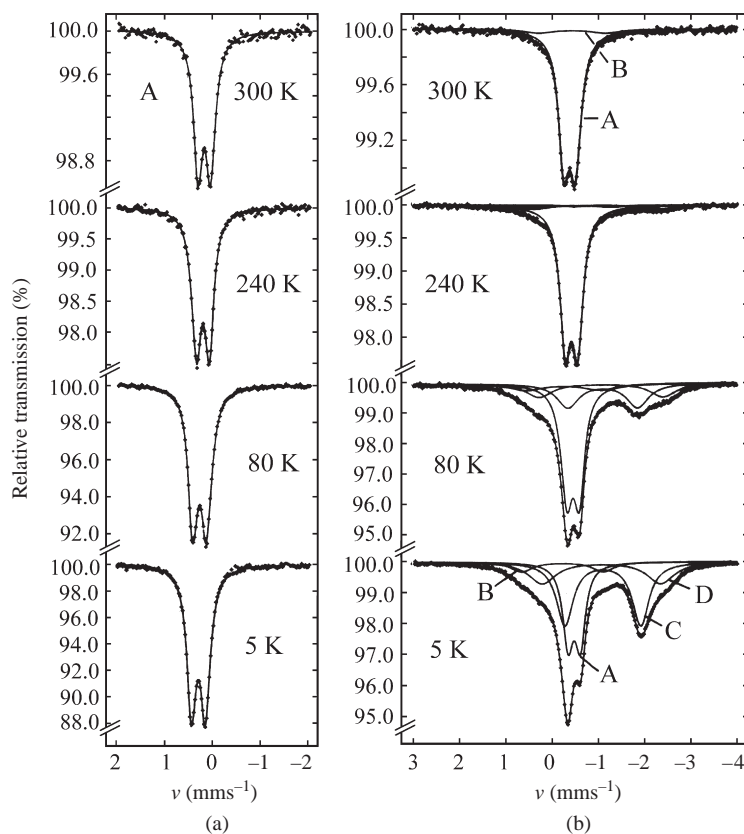 Relative transmission (%)
100.0
99.6
98.8
A
300 K
100.0
99.5
99.0
98.5
98.0
240 K
100.0
98.0
96.0
94.0
92.0
80 K
100.0
98.0
96.0
94.0
92.0
90.0
88.0
5 K
2 1 0 –1 –2
v (mms–1)
(a)
100.0
99.6
99.2
300 K
B
A
100.0
99.5
99.0
98.0
240 K
100.0
99.0
98.0
97.0
96.0
95.0
80 K
100.0
99.0
98.0
97.0
96.0
95.0
B
D
C
A
5 K
3 2 1 0 –1 –2 –3 –4
v (mms–1)
(b)